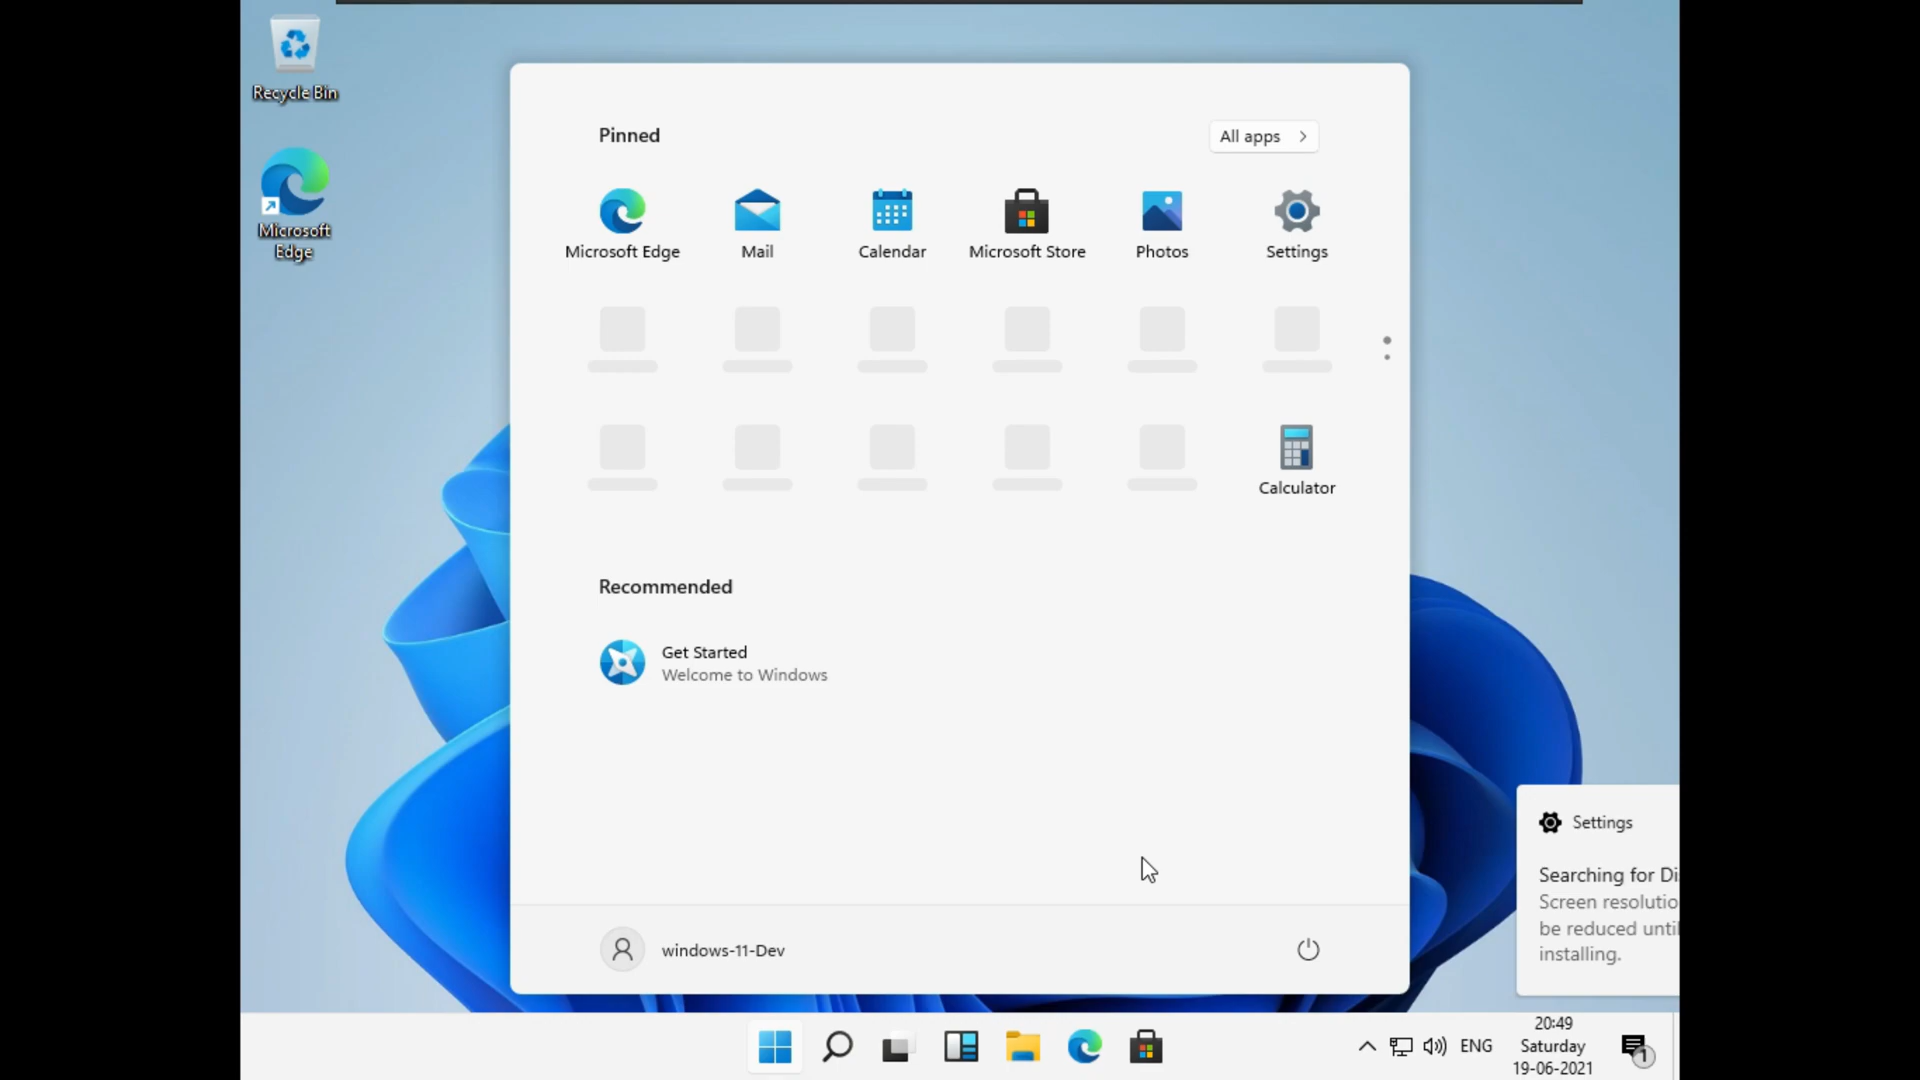 Recycle Bin
Microsoft
Edge
Pinned
All apps
Microsoft Edge
Mail
Calendar
Microsoft Store
Photos
Settings
Calculator
Recommended
Get Started
Welcome to Windows
windows-11-Dev
Settings
Searching for Di
Screen resolutio
be reduced until
installing.
ENG
20:49
Saturday
19-06-2021
1